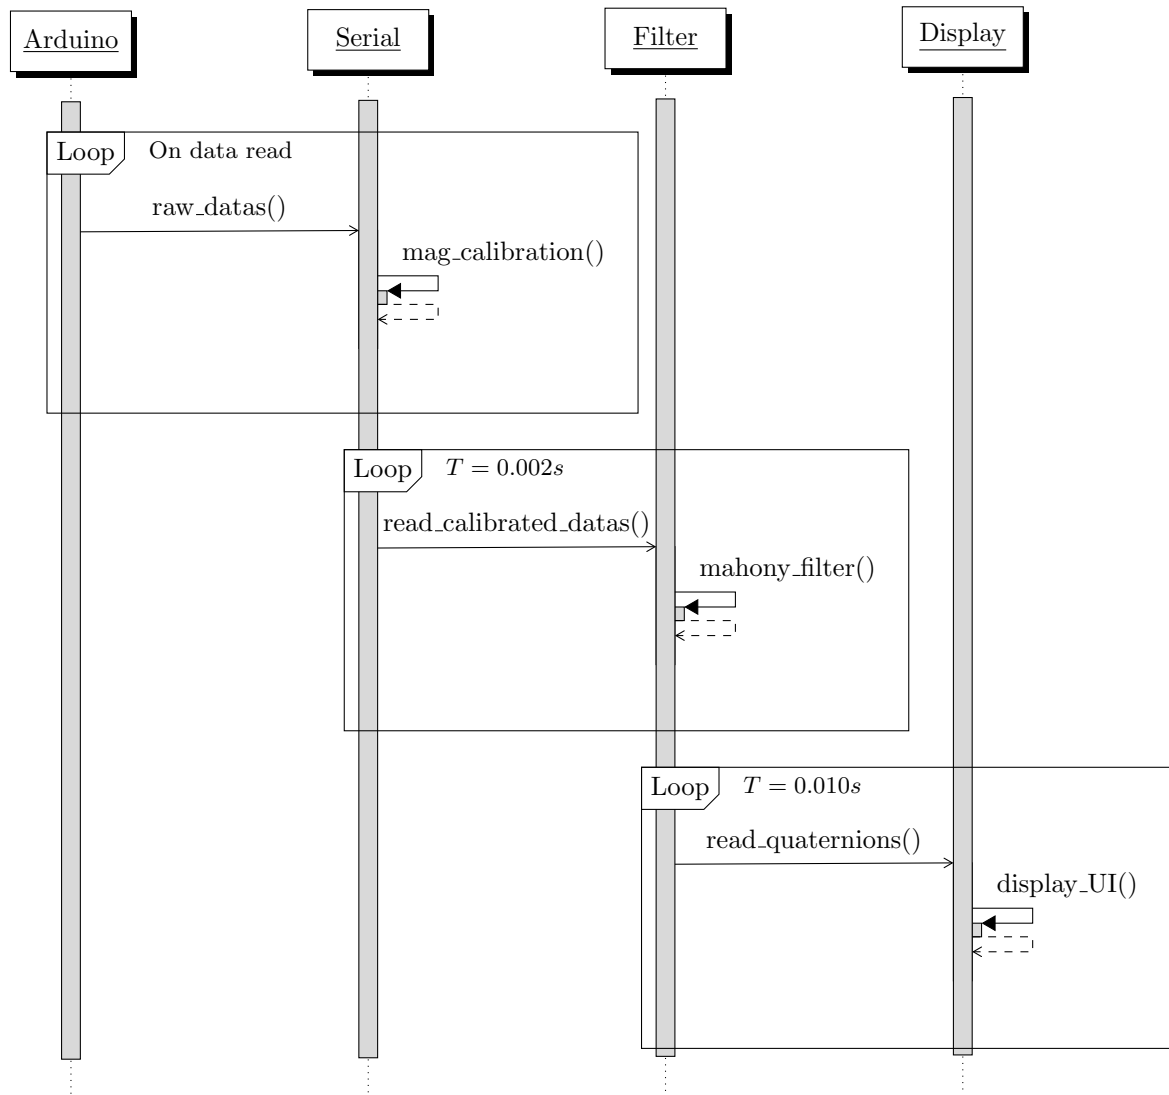 Arduino
Serial
Filter
Display
Loop
On data read
raw_datas()
mag_calibration()
Loop
T = 0.002s
read_calibrated_datas()
mahony_filter()
Loop
T = 0.010s
read_quaternions()
display_UI()